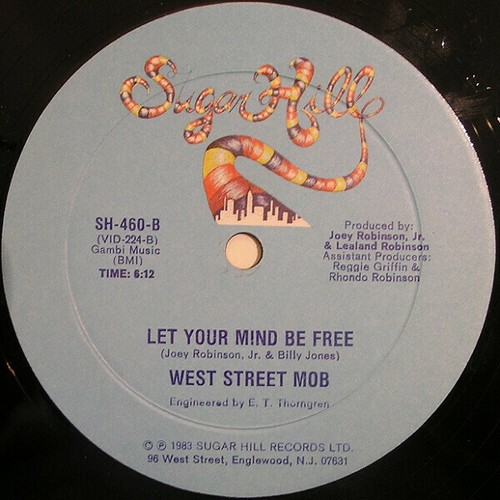 Sugar Hill
SH-460-B
(VID-224-B)
Gambi Music
(BMI)
TIME: 6:12
Produced by:
Joey Robinson, Jr.
& Lealand Robinson
Assistant Producers:
Reggie Griffin &
Rhondo Robinson
LET YOUR MIND BE FREE
(Joey Robinson, Jr. & Billy Jones)
WEST STREET MOB
Engineered by E. T. Thorngren
© ℗ 1983 SUGAR HILL RECORDS LTD.
96 West Street, Englewood, N.J. 07631